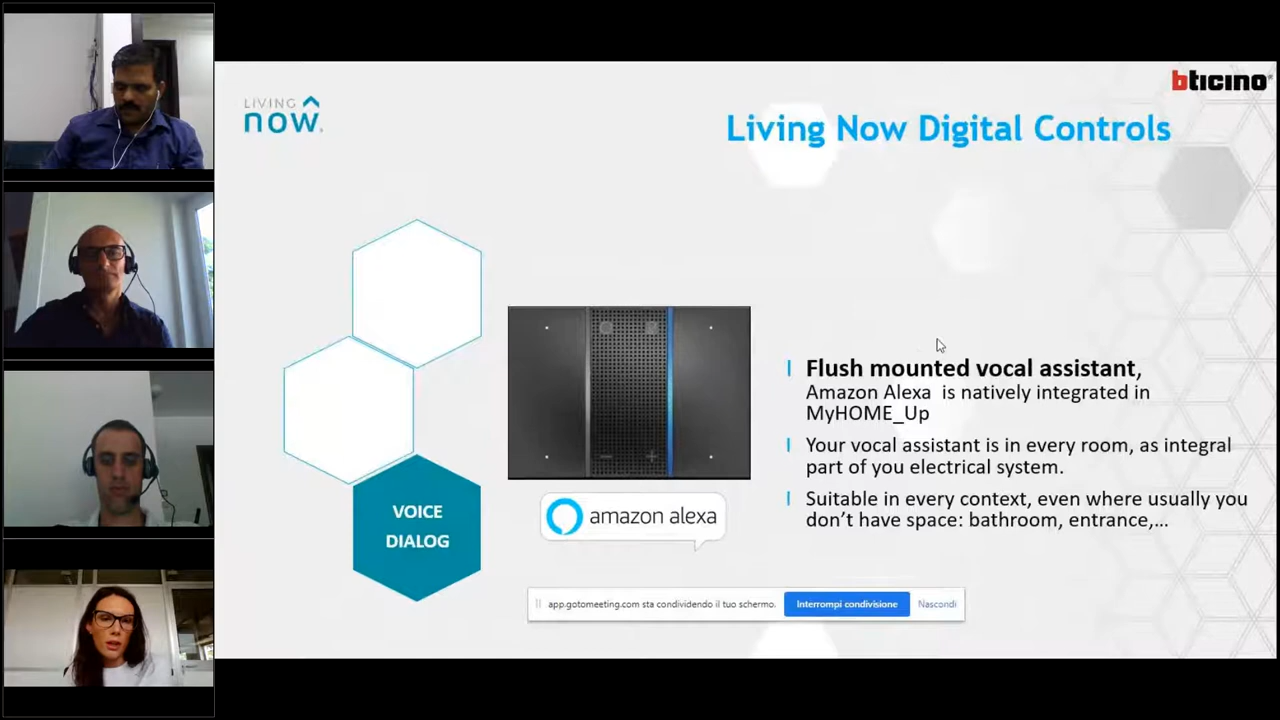 LIVING
now
bticino
Living Now Digital Controls
Flush mounted vocal assistant,
Amazon Alexa is natively integrated in
MyHOME_Up
Your vocal assistant is in every room, as integral
part of you electrical system.
Suitable in every context, even where usually you
don't have space: bathroom, entrance,...
VOICE
DIALOG
amazon alexa
app.gotomeeting.com sta condividendo il tuo schermo.
Interrompi condivisione
Nascondi